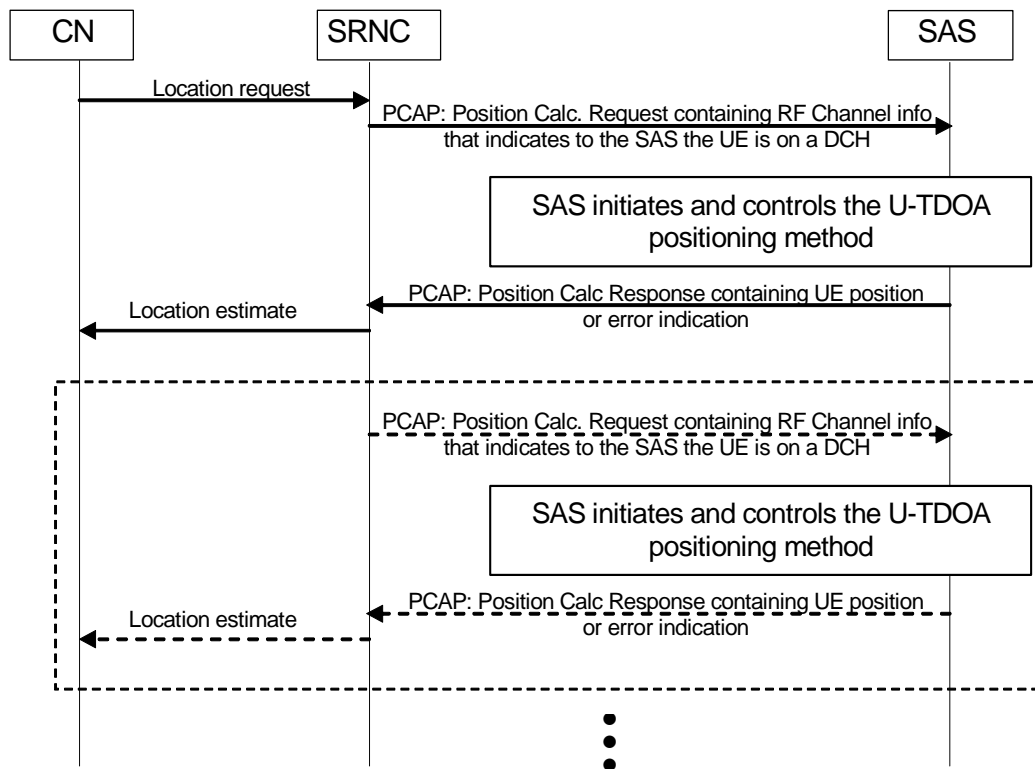 CN
SRNC
SAS
Location request
PCAP: Position Calc. Request containing RF Channel info
that indicates to the SAS the UE is on a DCH
SAS initiates and controls the U-TDOA
positioning method
PCAP: Position Calc Response containing UE position
or error indication
Location estimate
PCAP: Position Calc. Request containing RF Channel info
that indicates to the SAS the UE is on a DCH
SAS initiates and controls the U-TDOA
positioning method
PCAP: Position Calc Response containing UE position
or error indication
Location estimate